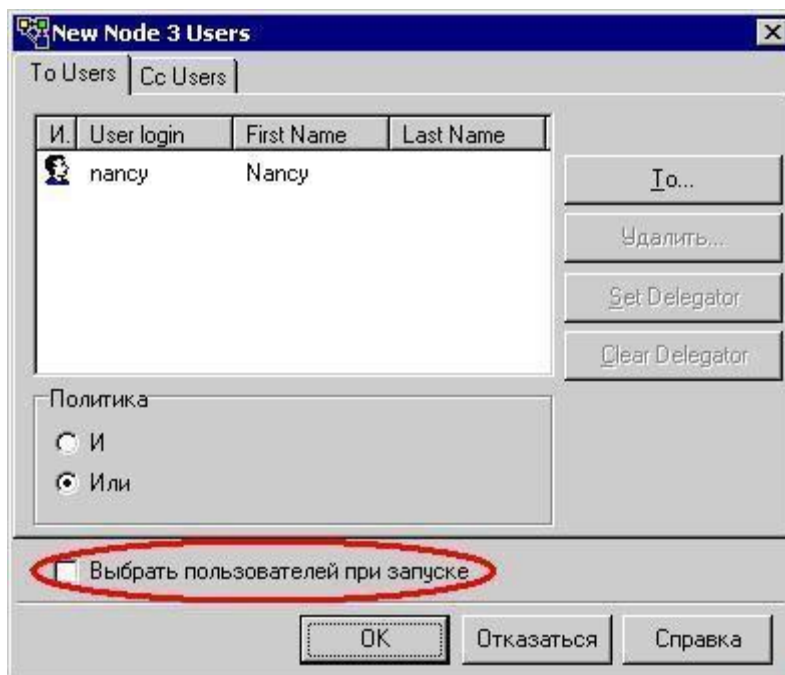 New Node 3 Users
To Users Cc Users
И. User login First Name Last Name
nancy Nancy
To...
Удалить...
Set Delegator
Clear Delegator
Политика
И
Или
Выбрать пользователей при запуске
OK Отказаться Справка